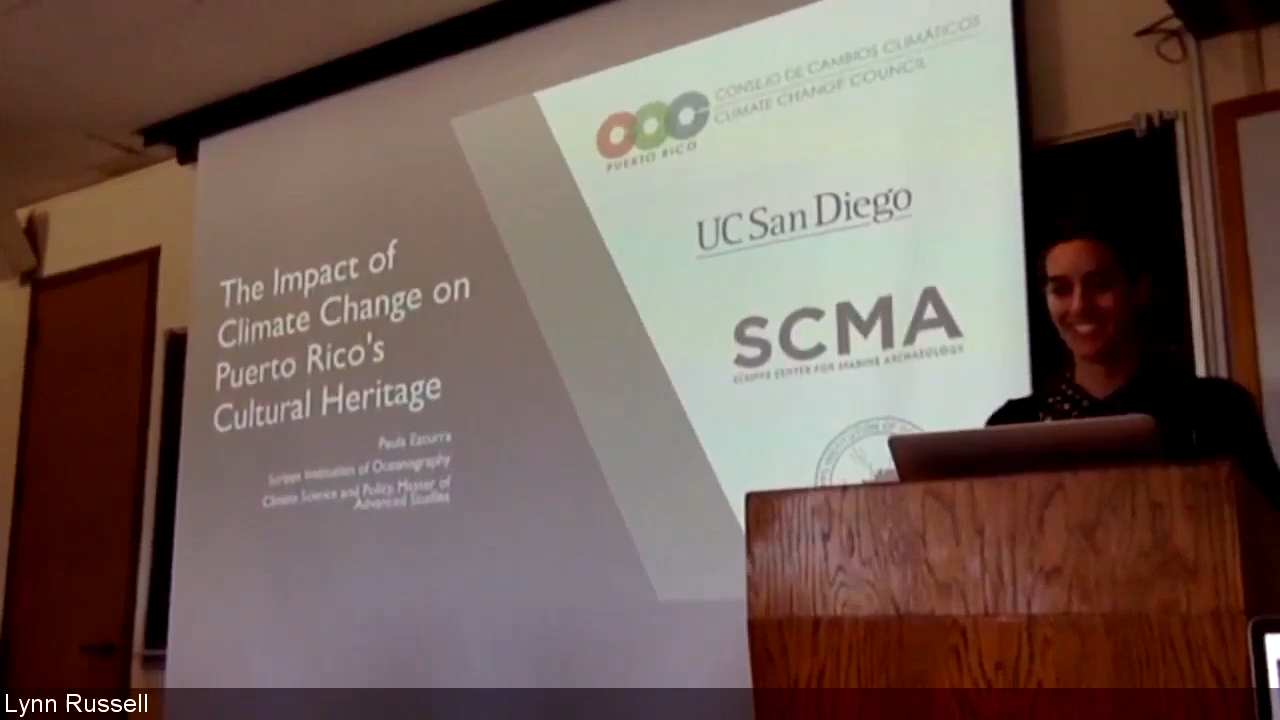 The Impact of
Climate Change on
Puerto Rico's
Cultural Heritage
Paula Ezcurra
Scripps Institution of Oceanography
Climate Science and Policy, Master of
Advanced Studies
CONSEJO DE CAMBIOS CLIMÁTICOS
CLIMATE CHANGE COUNCIL
PUERTO RICO
UC San Diego
SCMA
SCRIPPS CENTER FOR MARINE ARCHAEOLOGY
Lynn Russell